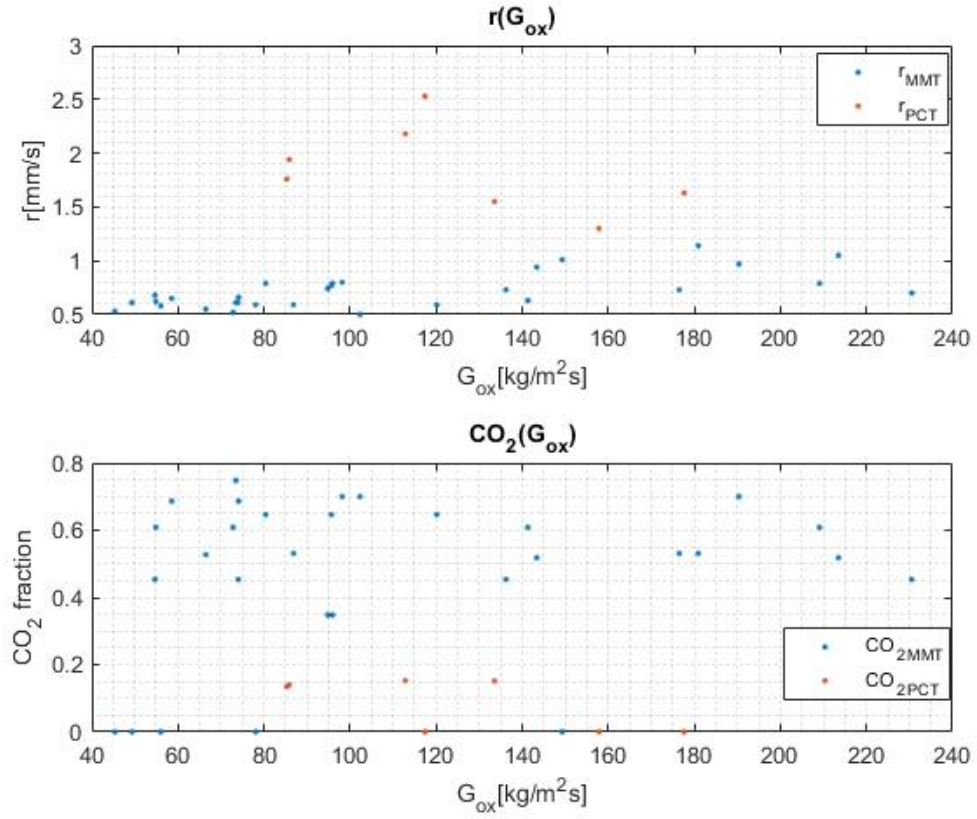 r(G_ox)
3
2.5
2
1.5
1
0.5
r[mm/s]
r_MMT
r_PCT
40 60 80 100 120 140 160 180 200 220 240
G_ox[kg/m²s]
CO₂(G_ox)
0.8
0.6
0.4
0.2
0
CO₂ fraction
CO_2MMT
CO_2PCT
40 60 80 100 120 140 160 180 200 220 240
G_ox[kg/m²s]